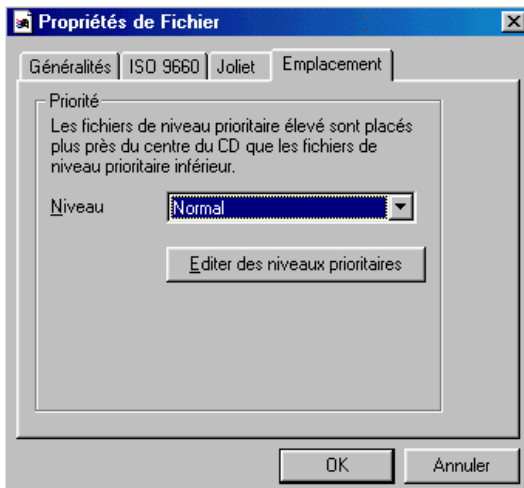 Propriétés de Fichier
Généralités ISO 9660 Joliet Emplacement
Priorité
Les fichiers de niveau prioritaire élevé sont placés
plus près du centre du CD que les fichiers de
niveau prioritaire inférieur.
Niveau Normal
Editer des niveaux prioritaires
OK Annuler